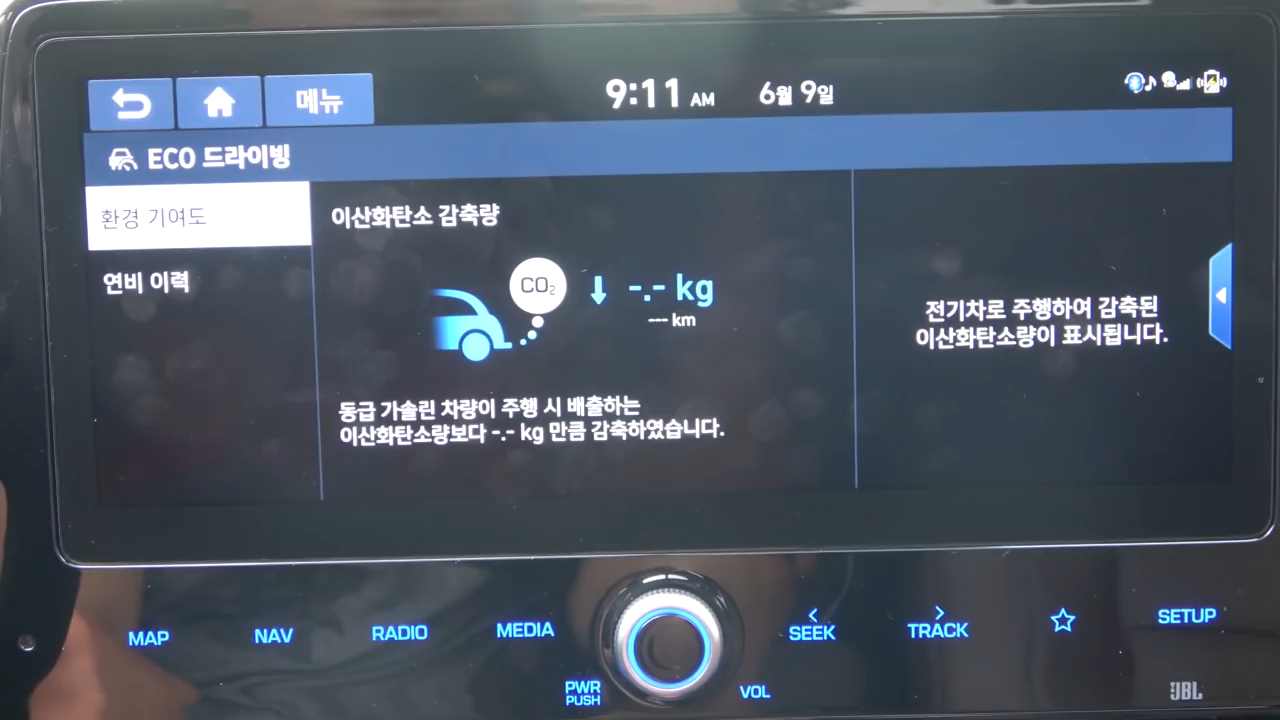 메뉴
9:11 AM 6월 9일
ECO 드라이빙
환경 기여도
연비 이력
이산화탄소 감축량
CO₂
-.- kg
--- km
동급 가솔린 차량이 주행 시 배출하는
이산화탄소량보다 -.- kg 만큼 감축하였습니다.
전기차로 주행하여 감축된
이산화탄소량이 표시됩니다.
MAP
NAV
RADIO
MEDIA
PWR
PUSH
VOL
SEEK
TRACK
SETUP
JBL